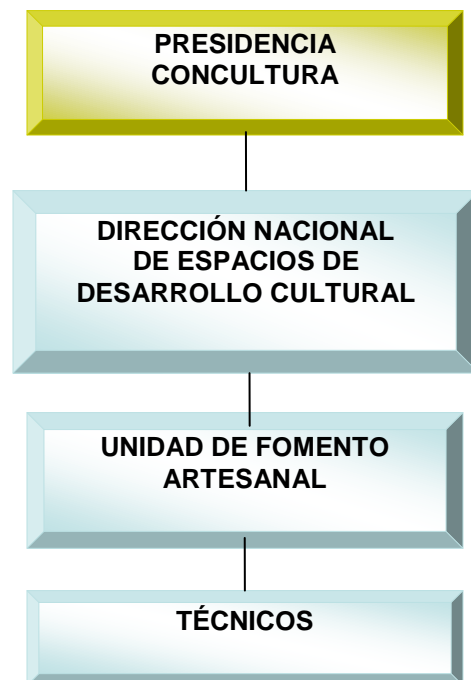 PRESIDENCIA
CONCULTURA
DIRECCIÓN NACIONAL
DE ESPACIOS DE
DESARROLLO CULTURAL
UNIDAD DE FOMENTO
ARTESANAL
TÉCNICOS